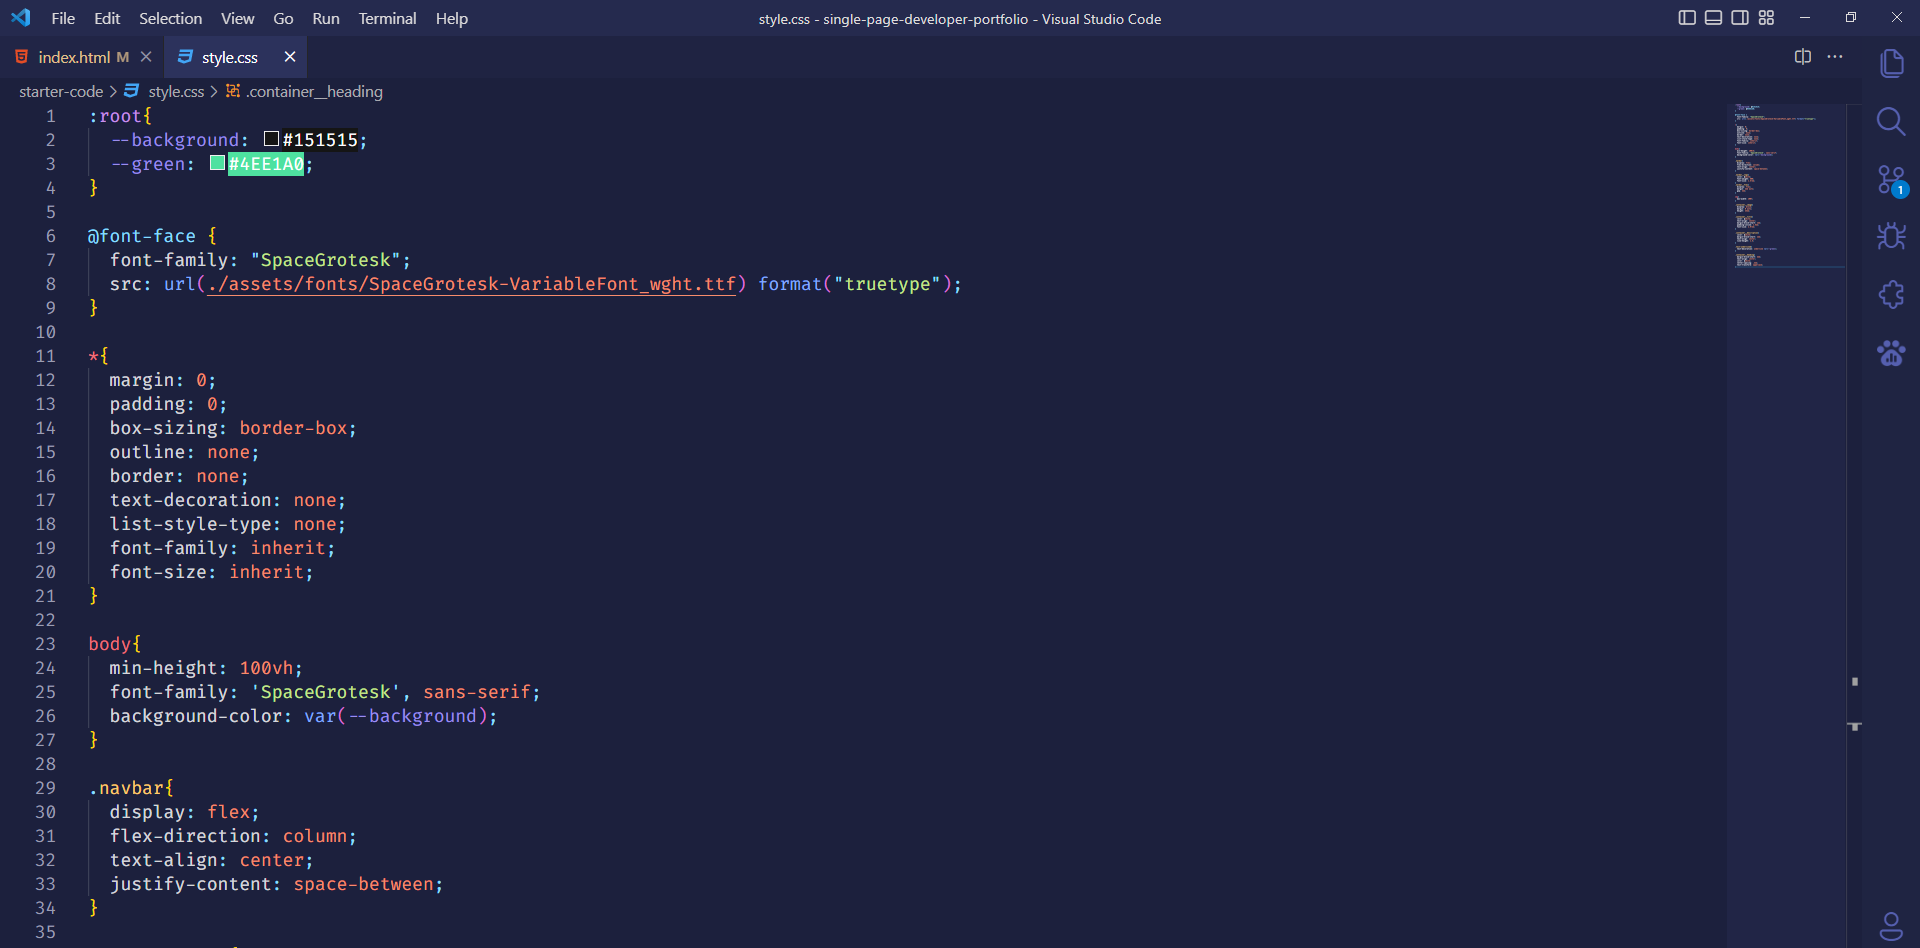 File Edit Selection View Go Run Terminal Help
style.css - single-page-developer-portfolio - Visual Studio Code
index.html M
style.css
starter-code > style.css > .container__heading
1 :root{
2 --background: #151515;
3 --green: #4EE1A0;
4 }
5
6 @font-face {
7 font-family: "SpaceGrotesk";
8 src: url(./assets/fonts/SpaceGrotesk-VariableFont_wght.ttf) format("truetype");
9 }
10
11 *{
12 margin: 0;
13 padding: 0;
14 box-sizing: border-box;
15 outline: none;
16 border: none;
17 text-decoration: none;
18 list-style-type: none;
19 font-family: inherit;
20 font-size: inherit;
21 }
22
23 body{
24 min-height: 100vh;
25 font-family: 'SpaceGrotesk', sans-serif;
26 background-color: var(--background);
27 }
28
29 .navbar{
30 display: flex;
31 flex-direction: column;
32 text-align: center;
33 justify-content: space-between;
34 }
35
1